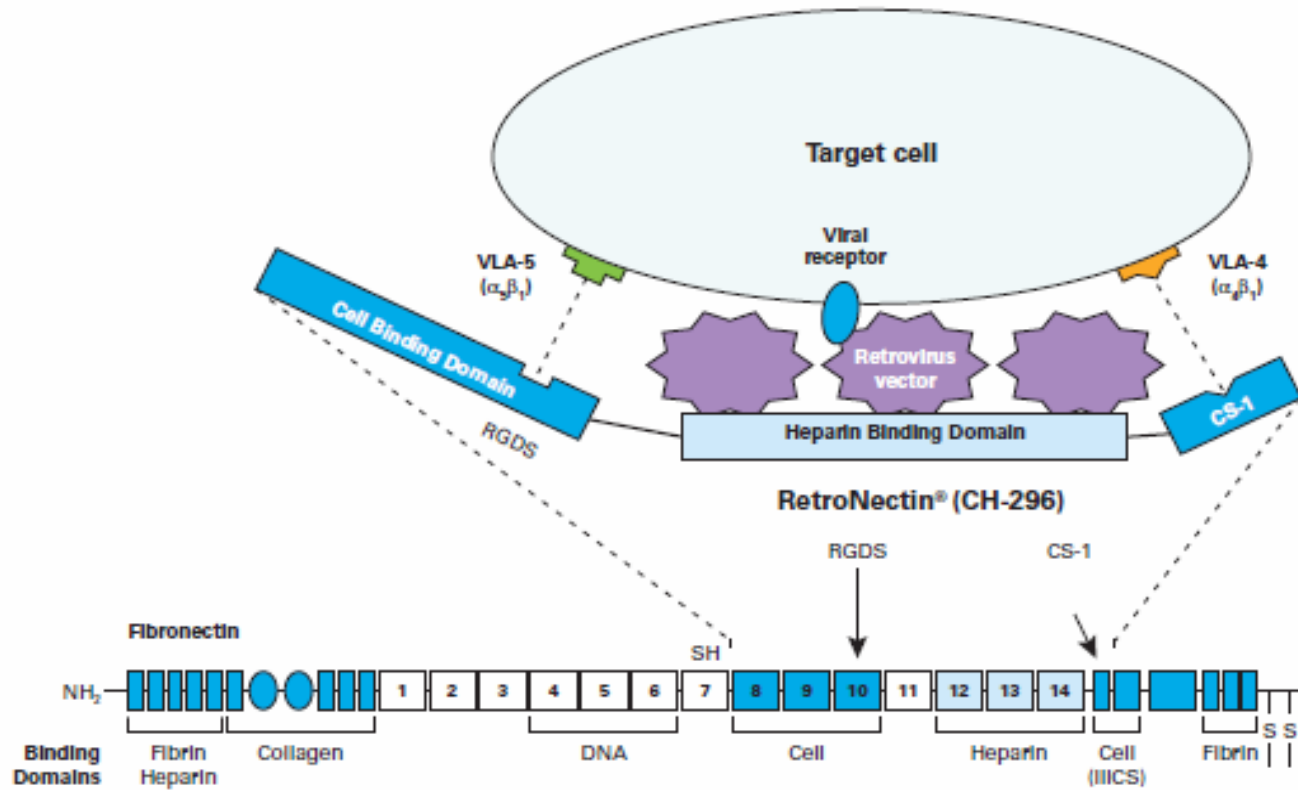 Target cell
Viral
receptor
VLA-5
(α₅β₁)
VLA-4
(α₄β₁)
Cell Binding Domain
RGDS
Retrovirus
vector
CS-1
Heparin Binding Domain
RetroNectin® (CH-296)
RGDS
CS-1
Fibronectin
SH
NH₂
1 2 3 4 5 6 7 8 9 10 11 12 13 14
S S
Binding
Domains
Fibrin
Heparin
Collagen
DNA
Cell
Heparin
Cell
(IIICS)
Fibrin